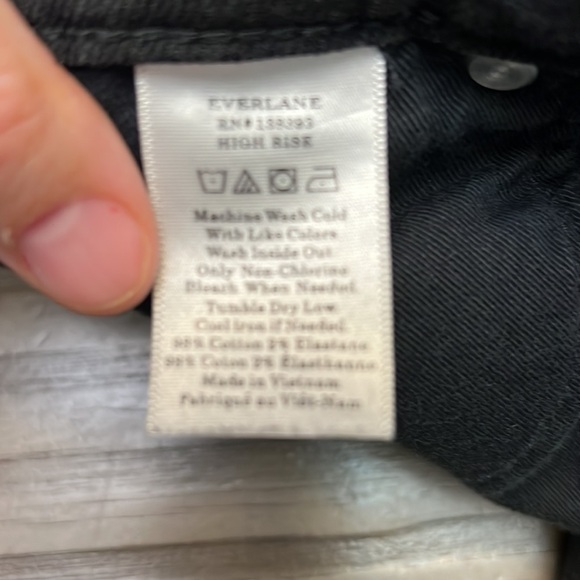 EVERLANE
RN# 139393
HIGH RISE
Machine Wash Cold
With Like Colors
Wash Inside Out
Only Non-Chlorine
Bleach When Needed.
Tumble Dry Low.
Cool Iron if Needed.
98% Cotton 2% Elastane
98% Coton 2% Élasthanne
Made in Vietnam
Fabriqué au Viêt-Nam